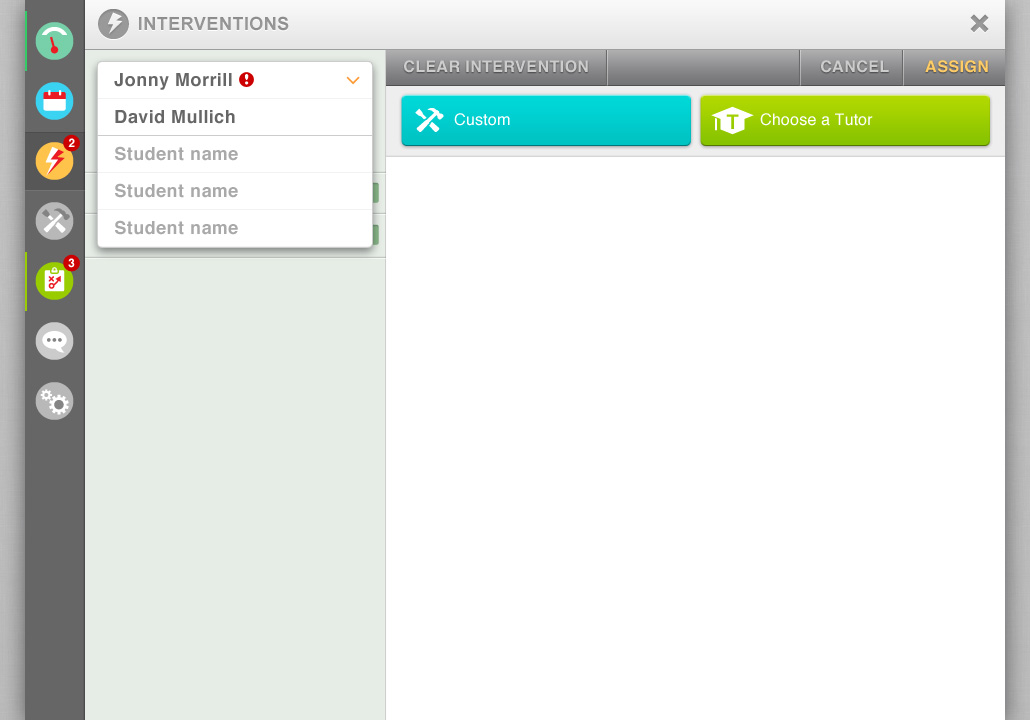 INTERVENTIONS
2
3
Jonny Morrill
David Mullich
Student name
Student name
Student name
CLEAR INTERVENTION
CANCEL
ASSIGN
Custom
T
Choose a Tutor